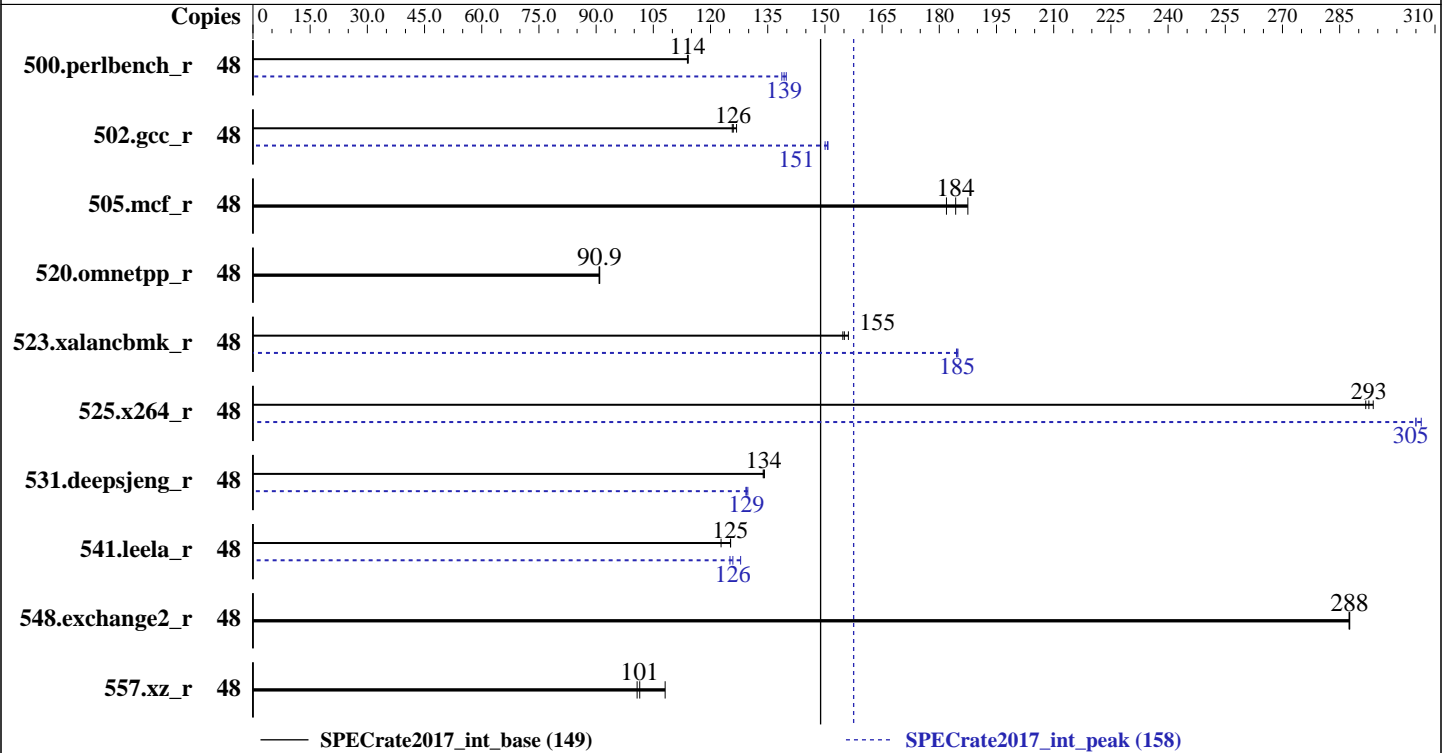 Copies 0 15.0 30.0 45.0 60.0 75.0 90.0 105 120 135 150 165 180 195 210 225 240 255 270 285 310
114
500.perlbench_r 48
139
126
502.gcc_r 48
151
184
505.mcf_r 48
90.9
520.omnetpp_r 48
155
523.xalancbmk_r 48
185
293
525.x264_r 48
305
134
531.deepsjeng_r 48
129
125
541.leela_r 48
126
288
548.exchange2_r 48
101
557.xz_r 48
SPECrate2017_int_base (149) SPECrate2017_int_peak (158)